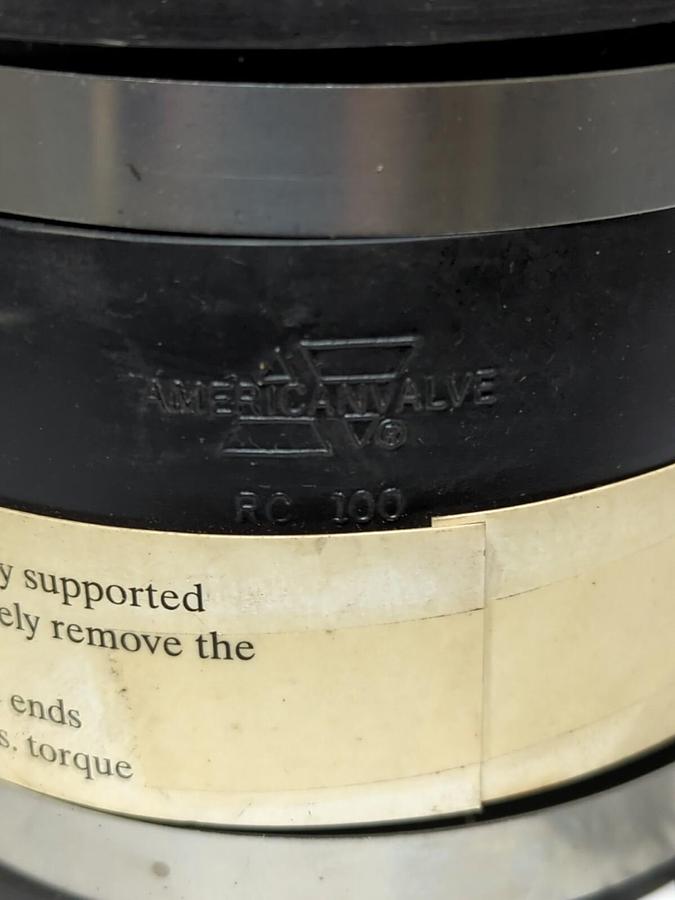 AMERICAN VALVE
®
RC 100
y supported
ely remove the
ends
s. torque